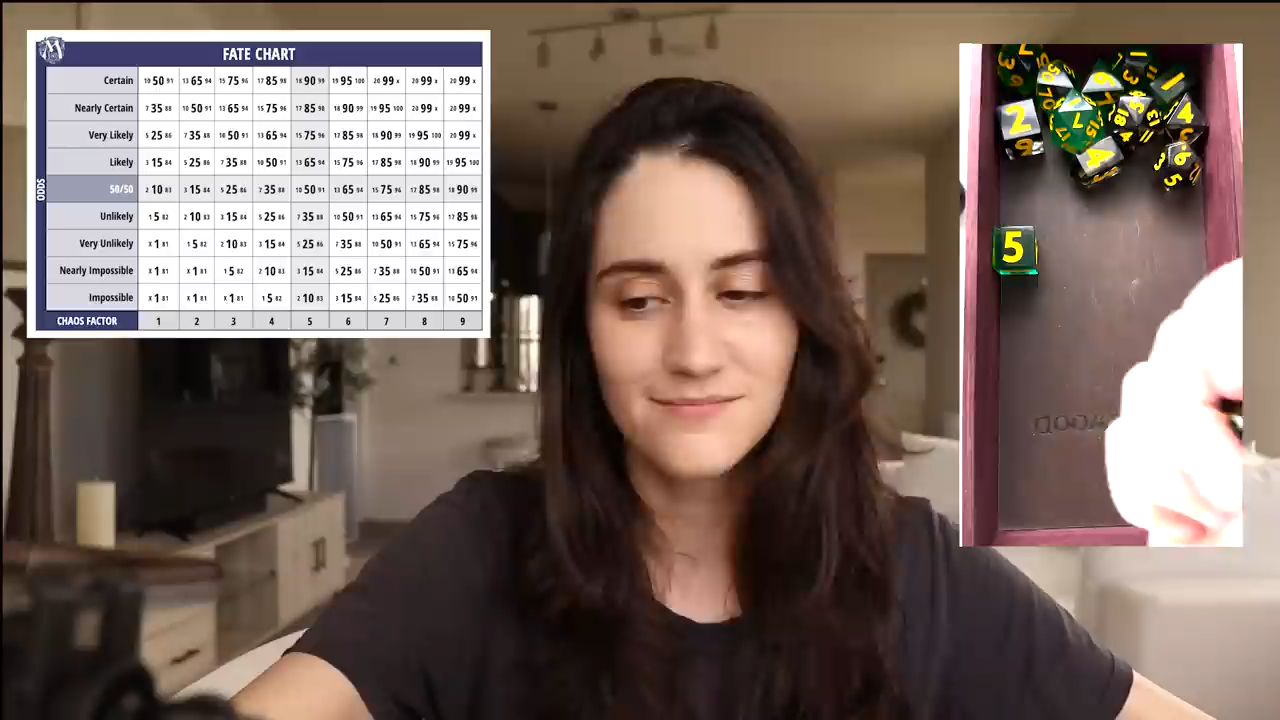 FATE CHART
ODDS
Certain 10 50 91 13 65 94 15 75 96 17 85 98 18 90 99 19 95 100 20 99 x 20 99 x 20 99 x
Nearly Certain 7 35 88 10 50 91 13 65 94 15 75 96 17 85 98 18 90 99 19 95 100 20 99 x 20 99 x
Very Likely 5 25 86 7 35 88 10 50 91 13 65 94 15 75 96 17 85 98 18 90 99 19 95 100 20 99 x
Likely 3 15 84 5 25 86 7 35 88 10 50 91 13 65 94 15 75 96 17 85 98 18 90 99 19 95 100
50/50 2 10 83 3 15 84 5 25 86 7 35 88 10 50 91 13 65 94 15 75 96 17 85 98 18 90 99
Unlikely 1 5 82 2 10 83 3 15 84 5 25 86 7 35 88 10 50 91 13 65 94 15 75 96 17 85 98
Very Unlikely x 1 81 1 5 82 2 10 83 3 15 84 5 25 86 7 35 88 10 50 91 13 65 94 15 75 96
Nearly Impossible x 1 81 x 1 81 1 5 82 2 10 83 3 15 84 5 25 86 7 35 88 10 50 91 13 65 94
Impossible x 1 81 x 1 81 x 1 81 1 5 82 2 10 83 3 15 84 5 25 86 7 35 88 10 50 91
CHAOS FACTOR 1 2 3 4 5 6 7 8 9
2
7
4
1
4
6
5
5